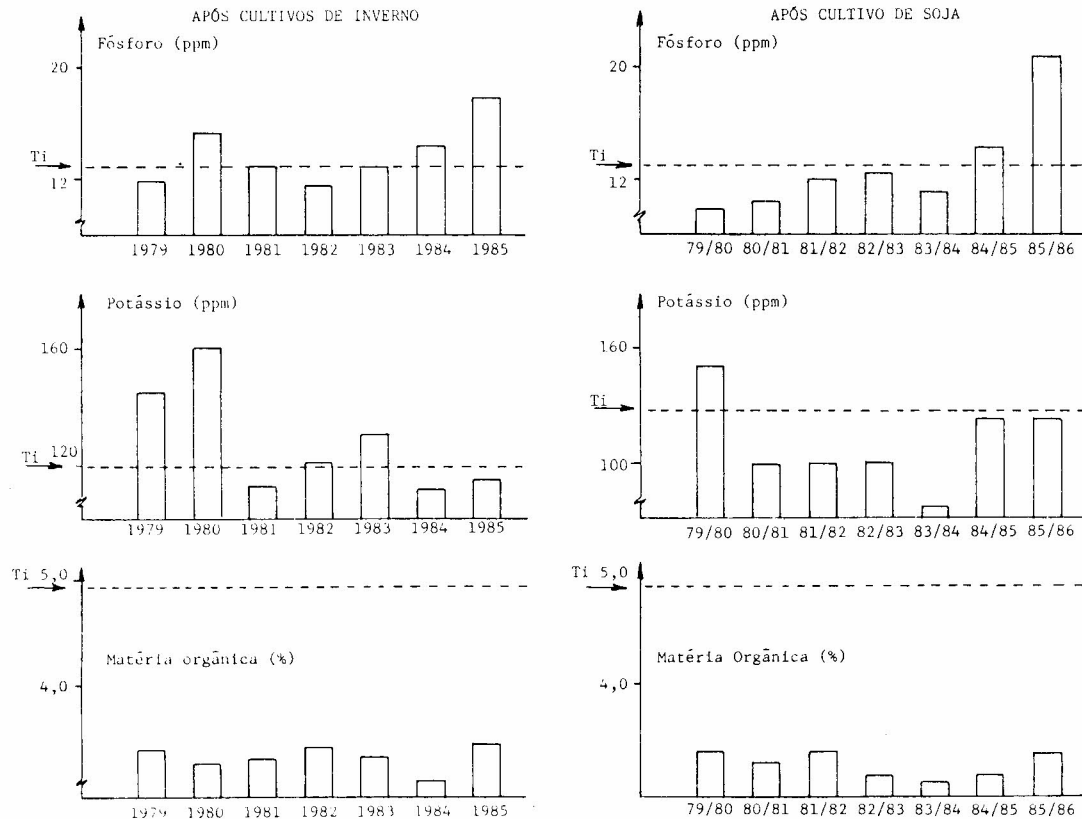 APÓS CULTIVOS DE INVERNO
Fósforo (ppm)
20
Ti
12
1979 1980 1981 1982 1983 1984 1985
Potássio (ppm)
160
120
Ti
1979 1980 1981 1982 1983 1984 1985
Ti 5,0
Matéria orgânica (%)
4,0
1979 1980 1981 1982 1983 1984 1985
APÓS CULTIVO DE SOJA
Fósforo (ppm)
20
Ti
12
79/80 80/81 81/82 82/83 83/84 84/85 85/86
Potássio (ppm)
160
Ti
100
79/80 80/81 81/82 82/83 83/84 84/85 85/86
Ti 5,0
Matéria Orgânica (%)
4,0
79/80 80/81 81/82 82/83 83/84 84/85 85/86